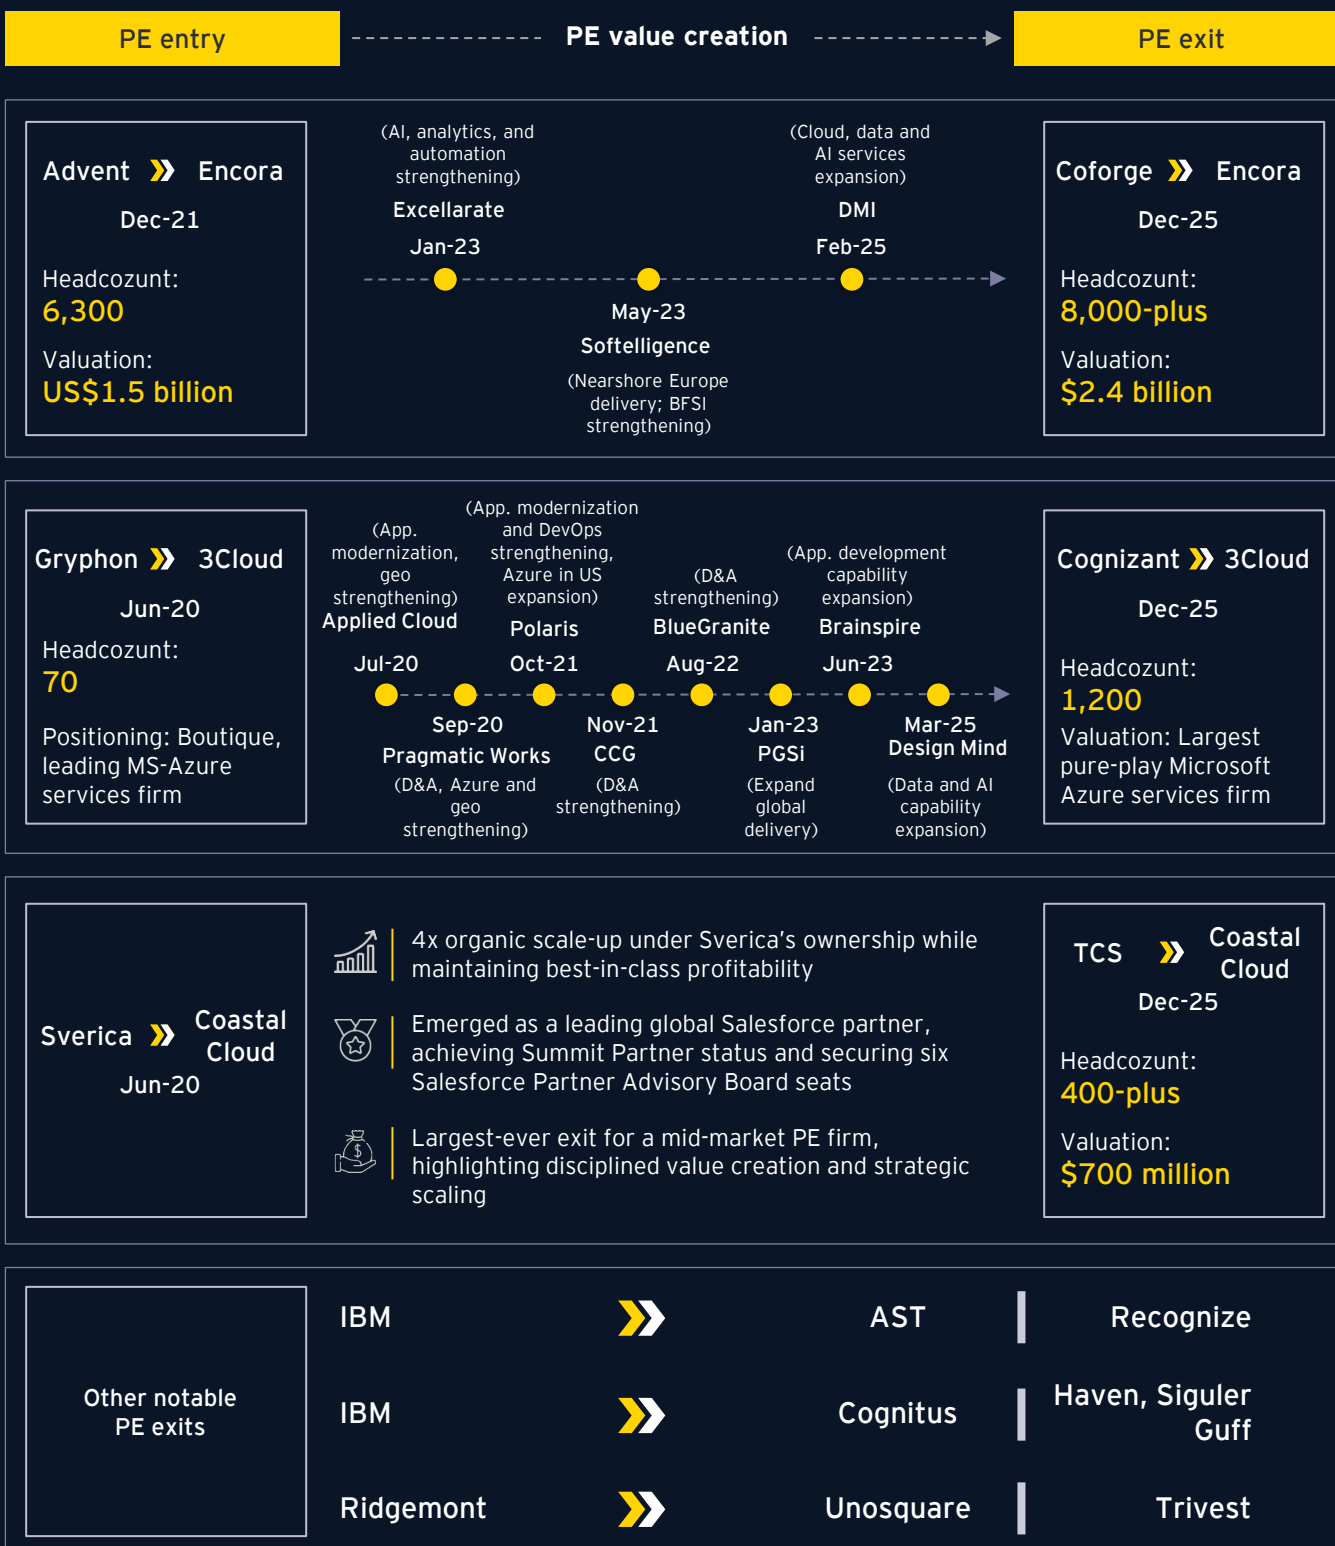 PE entry
PE value creation
PE exit
Advent Encora
Dec-21
Headcozunt:
6,300
Valuation:
US$1.5 billion
(AI, analytics, and
automation
strengthening)
Excellarate
Jan-23
May-23
Softelligence
(Nearshore Europe
delivery; BFSI
strengthening)
(Cloud, data and
AI services
expansion)
DMI
Feb-25
Coforge Encora
Dec-25
Headcozunt:
8,000-plus
Valuation:
$2.4 billion
Gryphon 3Cloud
Jun-20
Headcozunt:
70
Positioning: Boutique,
leading MS-Azure
services firm
(App.
modernization,
geo
strengthening)
Applied Cloud
Jul-20
Sep-20
Pragmatic Works
(D&A, Azure and
geo
strengthening)
(App. modernization
and DevOps
strengthening,
Azure in US
expansion)
Polaris
Oct-21
Nov-21
CCG
(D&A
strengthening)
(D&A
strengthening)
BlueGranite
Aug-22
Jan-23
PGSi
(Expand
global
delivery)
(App. development
capability
expansion)
Brainspire
Jun-23
Mar-25
Design Mind
(Data and AI
capability
expansion)
Cognizant 3Cloud
Dec-25
Headcozunt:
1,200
Valuation: Largest
pure-play Microsoft
Azure services firm
Sverica Coastal
Cloud
Jun-20
4x organic scale-up under Sverica’s ownership while
maintaining best-in-class profitability
Emerged as a leading global Salesforce partner,
achieving Summit Partner status and securing six
Salesforce Partner Advisory Board seats
$
Largest-ever exit for a mid-market PE firm,
highlighting disciplined value creation and strategic
scaling
TCS Coastal
Cloud
Dec-25
Headcozunt:
400-plus
Valuation:
$700 million
Other notable
PE exits
IBM AST Recognize
IBM Cognitus Haven, Siguler
Guff
Ridgemont Unosquare Trivest